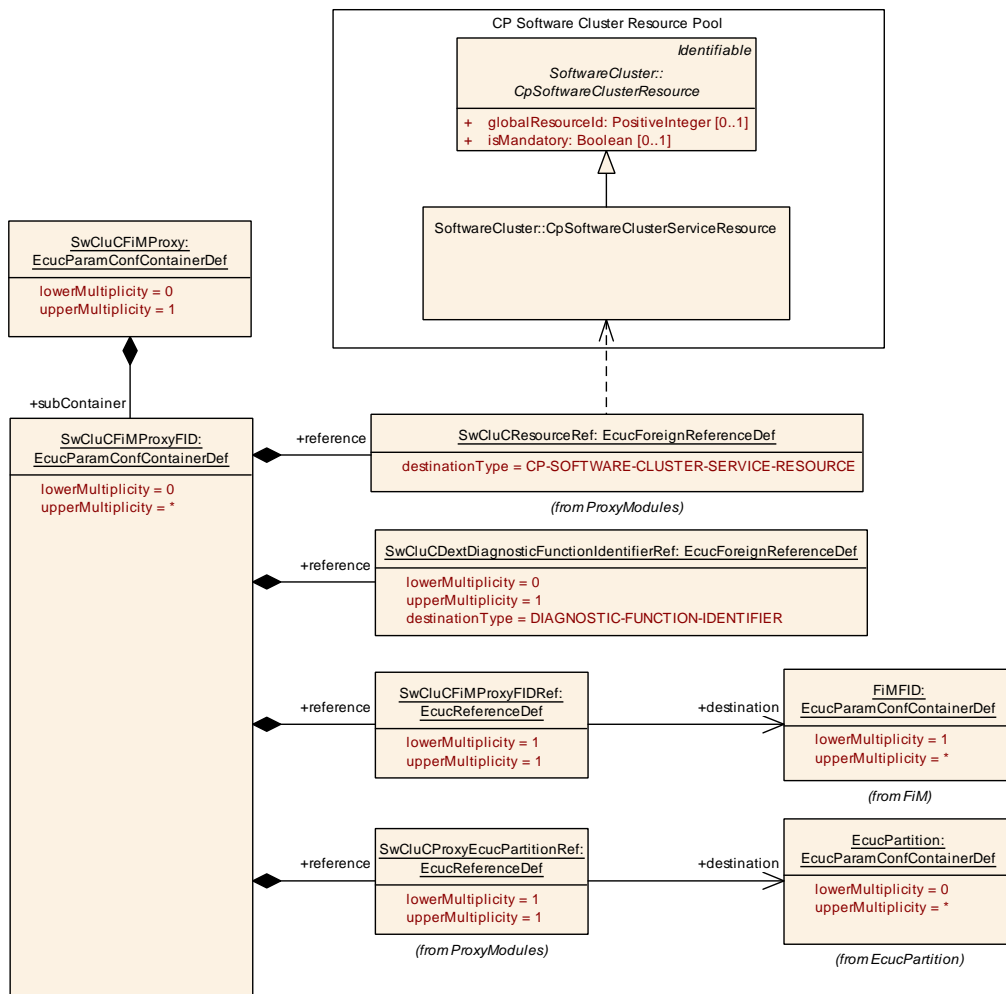 CP Software Cluster Resource Pool
Identifiable
SoftwareCluster::
CpSoftwareClusterResource
+ globalResourceId: PositiveInteger [0..1]
+ isMandatory: Boolean [0..1]
SoftwareCluster::CpSoftwareClusterServiceResource
SwCluCFiMProxy:
EcucParamConfContainerDef
lowerMultiplicity = 0
upperMultiplicity = 1
+subContainer
SwCluCFiMProxyFID:
EcucParamConfContainerDef
lowerMultiplicity = 0
upperMultiplicity = *
+reference
SwCluCResourceRef: EcucForeignReferenceDef
destinationType = CP-SOFTWARE-CLUSTER-SERVICE-RESOURCE
(from ProxyModules)
+reference
SwCluCDextDiagnosticFunctionIdentifierRef: EcucForeignReferenceDef
lowerMultiplicity = 0
upperMultiplicity = 1
destinationType = DIAGNOSTIC-FUNCTION-IDENTIFIER
+reference
SwCluCFiMProxyFIDRef:
EcucReferenceDef
lowerMultiplicity = 1
upperMultiplicity = 1
+destination
FiMFID:
EcucParamConfContainerDef
lowerMultiplicity = 1
upperMultiplicity = *
(from FiM)
+reference
SwCluCProxyEcucPartitionRef:
EcucReferenceDef
lowerMultiplicity = 1
upperMultiplicity = 1
(from ProxyModules)
+destination
EcucPartition:
EcucParamConfContainerDef
lowerMultiplicity = 0
upperMultiplicity = *
(from EcucPartition)